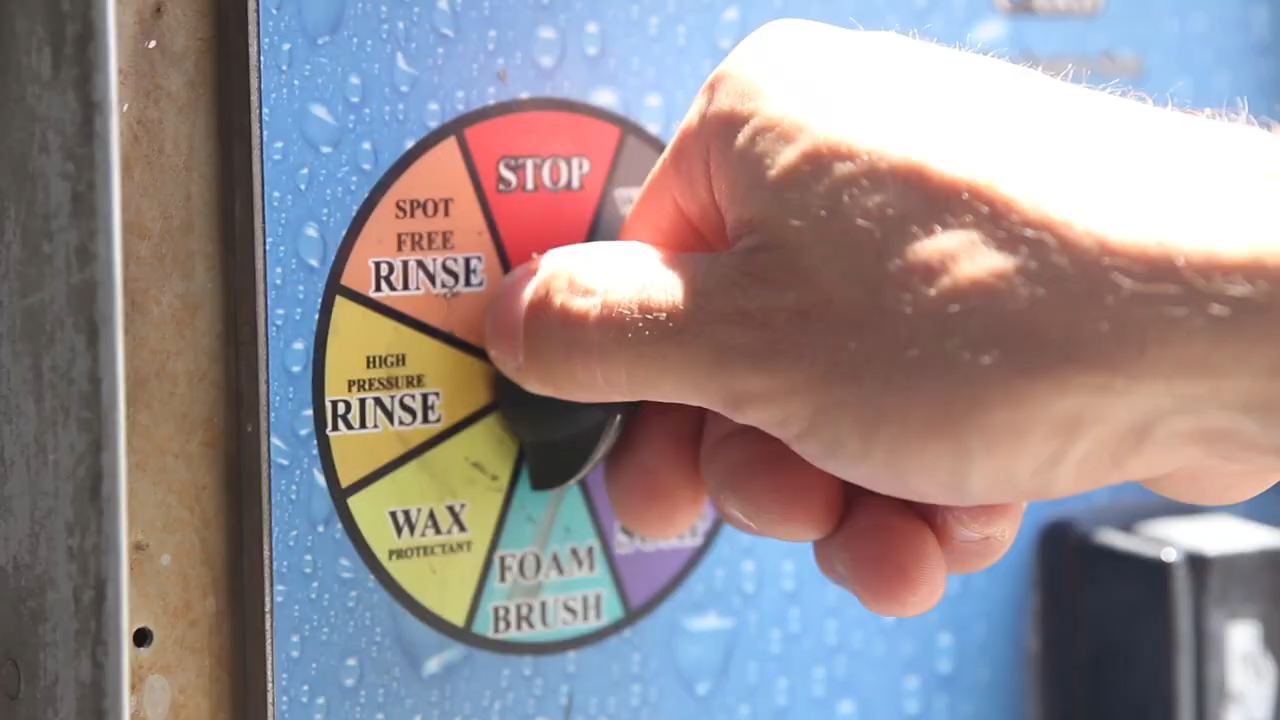 STOP
SPOT
FREE
RINSE
HIGH
PRESSURE
RINSE
WAX
PROTECTANT
FOAM
BRUSH